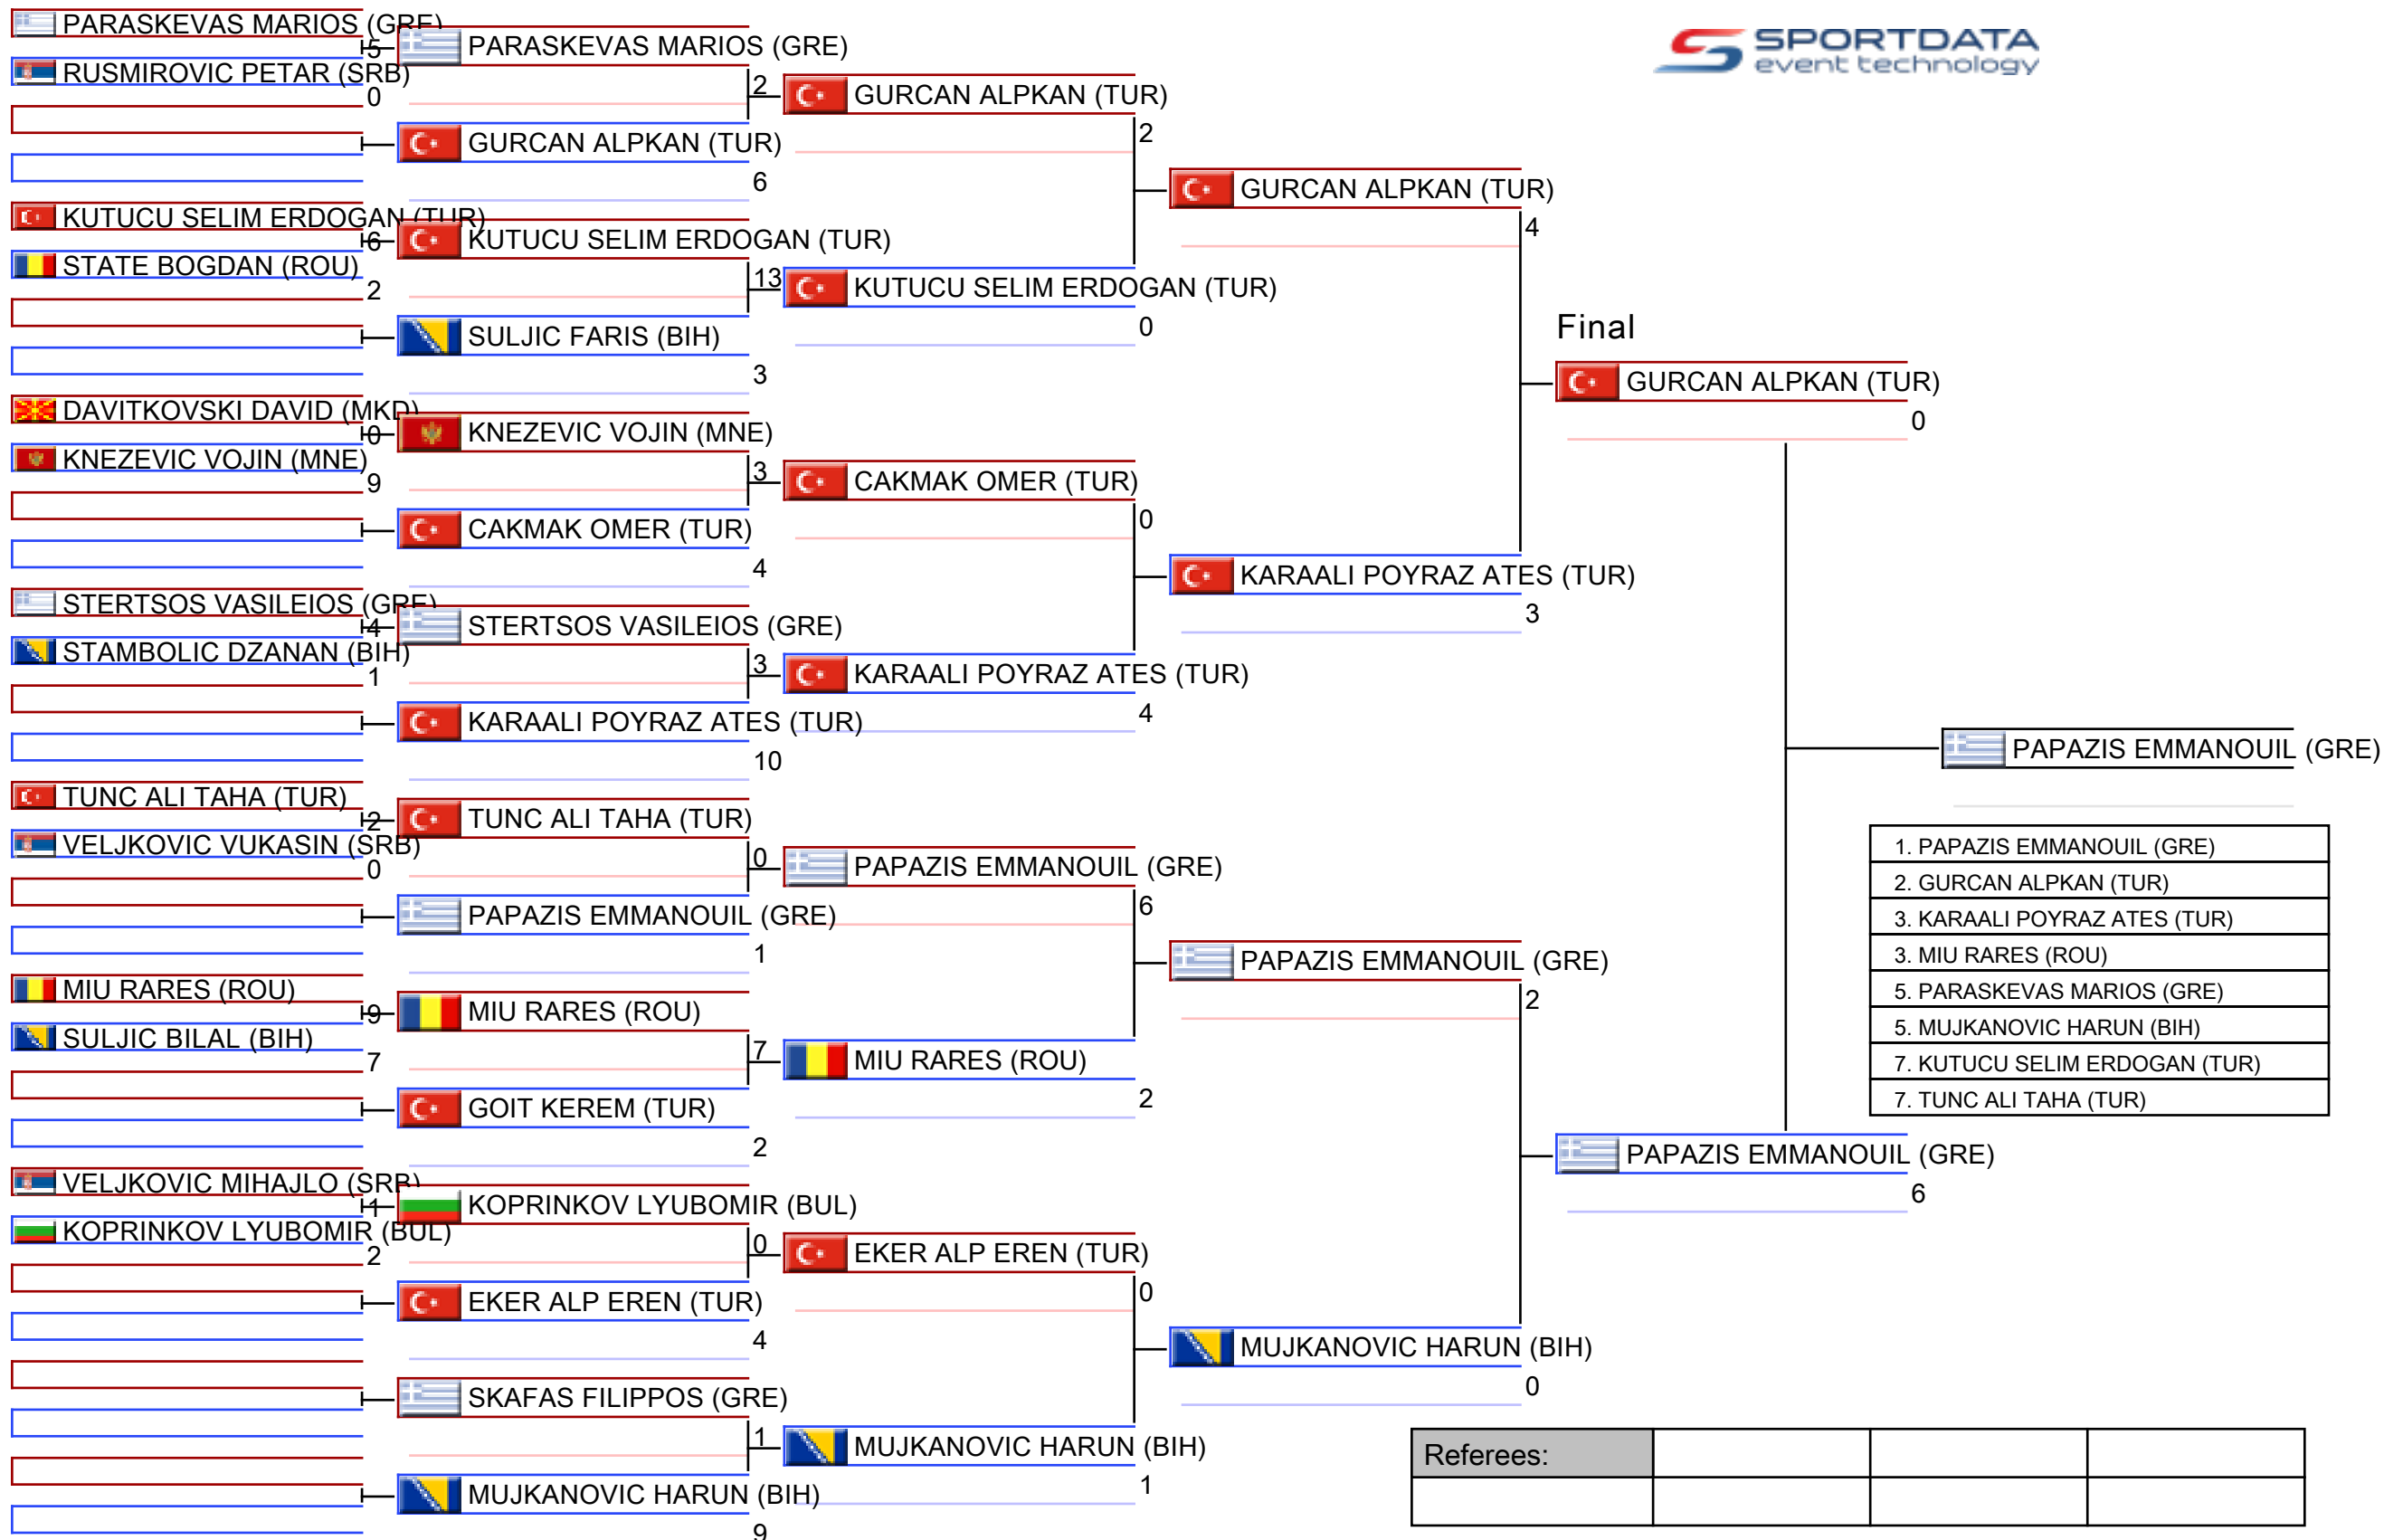 PARASKEVAS MARIOS (GRE)
5
RUSMIROVIC PETAR (SRB)
0
KUTUCU SELIM ERDOGAN (TUR)
6
STATE BOGDAN (ROU)
2
DAVITKOVSKI DAVID (MKD)
0
KNEZEVIC VOJIN (MNE)
9
STERTSOS VASILEIOS (GRE)
4
STAMBOLIC DZANAN (BIH)
1
TUNC ALI TAHA (TUR)
2
VELJKOVIC VUKASIN (SRB)
0
MIU RARES (ROU)
9
SULJIC BILAL (BIH)
7
VELJKOVIC MIHAJLO (SRB)
1
KOPRINKOV LYUBOMIR (BUL)
2
PARASKEVAS MARIOS (GRE)
2
GURCAN ALPKAN (TUR)
6
KUTUCU SELIM ERDOGAN (TUR)
13
SULJIC FARIS (BIH)
3
KNEZEVIC VOJIN (MNE)
3
CAKMAK OMER (TUR)
4
STERTSOS VASILEIOS (GRE)
3
KARAALI POYRAZ ATES (TUR)
10
TUNC ALI TAHA (TUR)
0
PAPAZIS EMMANOUIL (GRE)
1
MIU RARES (ROU)
7
GOIT KEREM (TUR)
2
KOPRINKOV LYUBOMIR (BUL)
0
EKER ALP EREN (TUR)
4
SKAFAS FILIPPOS (GRE)
1
MUJKANOVIC HARUN (BIH)
9
GURCAN ALPKAN (TUR)
2
KUTUCU SELIM ERDOGAN (TUR)
0
CAKMAK OMER (TUR)
0
KARAALI POYRAZ ATES (TUR)
4
PAPAZIS EMMANOUIL (GRE)
6
MIU RARES (ROU)
2
EKER ALP EREN (TUR)
0
MUJKANOVIC HARUN (BIH)
1
GURCAN ALPKAN (TUR)
4
KARAALI POYRAZ ATES (TUR)
3
PAPAZIS EMMANOUIL (GRE)
2
MUJKANOVIC HARUN (BIH)
0
SPORTDATA
event technology
Final
GURCAN ALPKAN (TUR)
0
PAPAZIS EMMANOUIL (GRE)
6
PAPAZIS EMMANOUIL (GRE)
1. PAPAZIS EMMANOUIL (GRE)
2. GURCAN ALPKAN (TUR)
3. KARAALI POYRAZ ATES (TUR)
3. MIU RARES (ROU)
5. PARASKEVAS MARIOS (GRE)
5. MUJKANOVIC HARUN (BIH)
7. KUTUCU SELIM ERDOGAN (TUR)
7. TUNC ALI TAHA (TUR)
Referees: